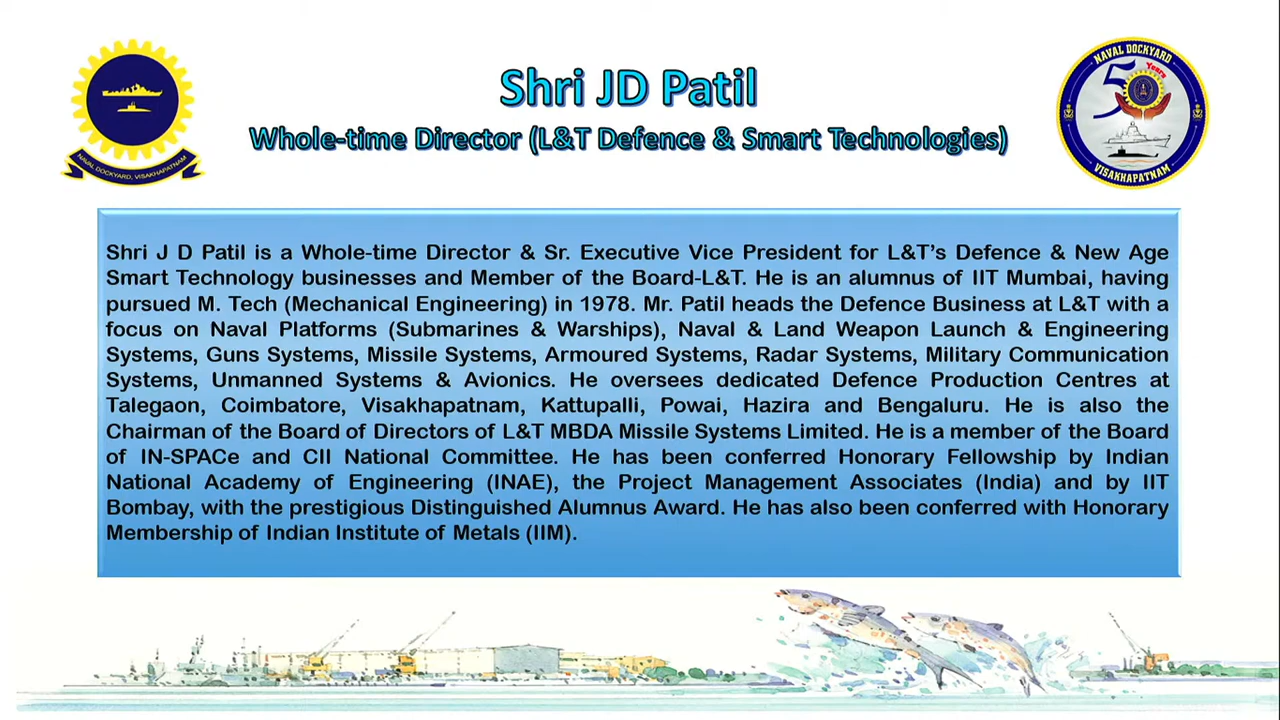 Shri JD Patil
Whole-time Director (L&T Defence & Smart Technologies)
NAVAL DOCKYARD, VISAKHAPATNAM
NAVAL DOCKYARD
5
Years
VISAKHAPATNAM
Shri J D Patil is a Whole-time Director & Sr. Executive Vice President for L&T’s Defence & New Age
Smart Technology businesses and Member of the Board-L&T. He is an alumnus of IIT Mumbai, having
pursued M. Tech (Mechanical Engineering) in 1978. Mr. Patil heads the Defence Business at L&T with a
focus on Naval Platforms (Submarines & Warships), Naval & Land Weapon Launch & Engineering
Systems, Guns Systems, Missile Systems, Armoured Systems, Radar Systems, Military Communication
Systems, Unmanned Systems & Avionics. He oversees dedicated Defence Production Centres at
Talegaon, Coimbatore, Visakhapatnam, Kattupalli, Powai, Hazira and Bengaluru. He is also the
Chairman of the Board of Directors of L&T MBDA Missile Systems Limited. He is a member of the Board
of IN-SPACe and CII National Committee. He has been conferred Honorary Fellowship by Indian
National Academy of Engineering (INAE), the Project Management Associates (India) and by IIT
Bombay, with the prestigious Distinguished Alumnus Award. He has also been conferred with Honorary
Membership of Indian Institute of Metals (IIM).